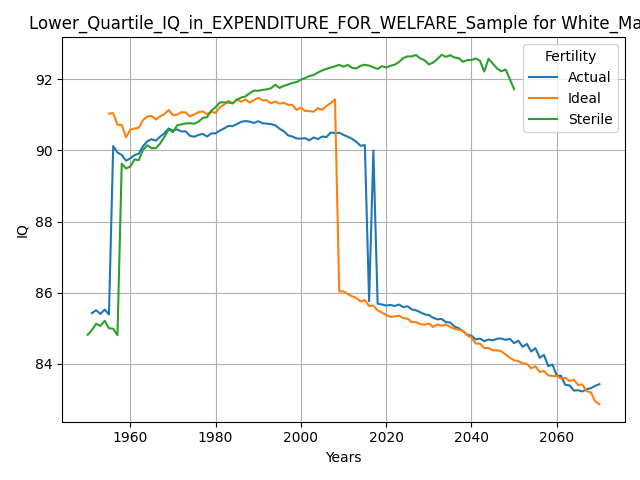 Lower_Quartile_IQ_in_EXPENDITURE_FOR_WELFARE_Sample for White_Ma
Fertility
Actual
Ideal
Sterile
IQ
92
90
88
86
84
1960
1980
2000
2020
2040
2060
Years